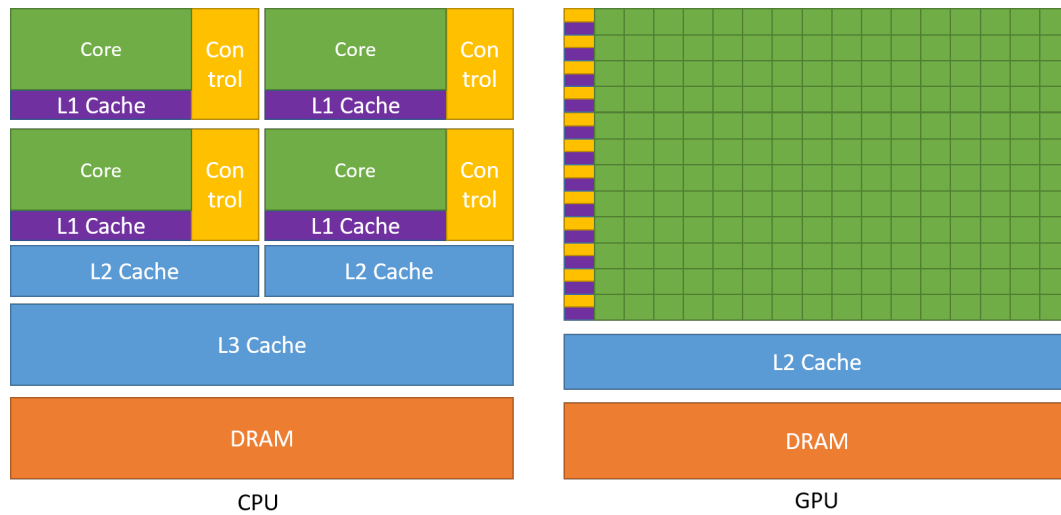 Core
Con
trol
L1 Cache
Core
Con
trol
L1 Cache
Core
Con
trol
L1 Cache
Core
Con
trol
L1 Cache
L2 Cache
L2 Cache
L3 Cache
DRAM
CPU
L2 Cache
DRAM
GPU